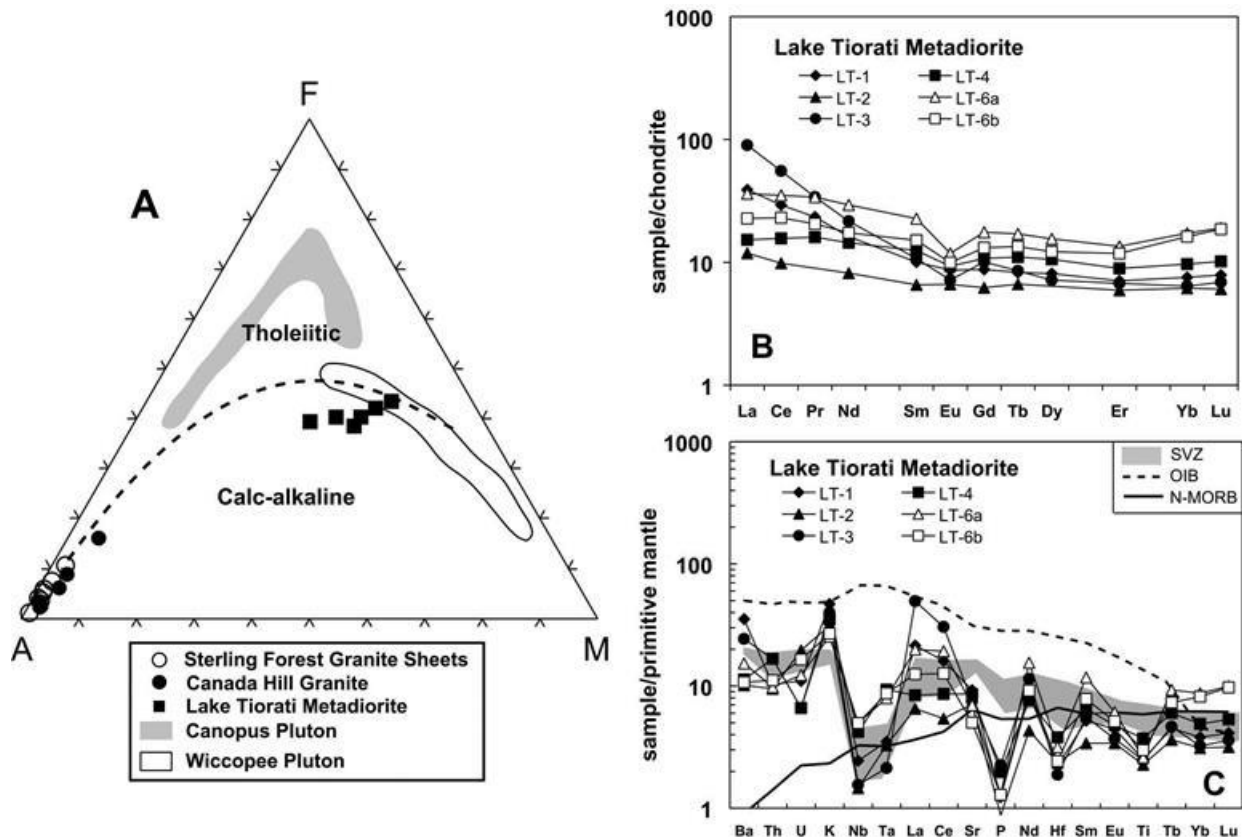 F
A
Tholeiitic
Calc-alkaline
A
M
Sterling Forest Granite Sheets
Canada Hill Granite
Lake Tiorati Metadiorite
Canopus Pluton
Wiccopee Pluton
1000
100
10
1
sample/chondrite
Lake Tiorati Metadiorite
LT-1 LT-4
LT-2 LT-6a
LT-3 LT-6b
B
La Ce Pr Nd Sm Eu Gd Tb Dy Er Yb Lu
1000
100
10
1
sample/primitive mantle
Lake Tiorati Metadiorite
LT-1 LT-4
LT-2 LT-6a
LT-3 LT-6b
SVZ
OIB
N-MORB
C
Ba Th U K Nb Ta La Ce Sr P Nd Hf Sm Eu Ti Tb Yb Lu